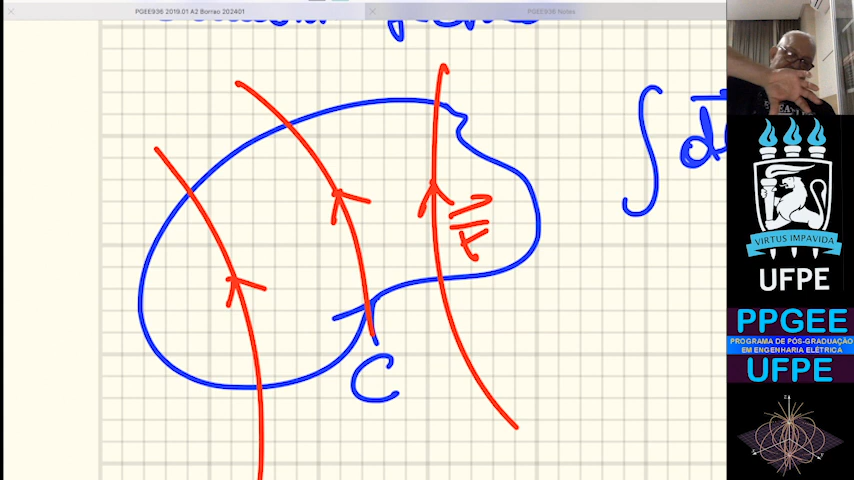 PGEE936 2019.01 A2 Borriso 202401
PGEE936 Notes
∫
F
C
VIRTUS IMPAVIDA
UFPE
PPGEE
PROGRAMA DE PÓS-GRADUAÇÃO
EM ENGENHARIA ELÉTRICA
UFPE